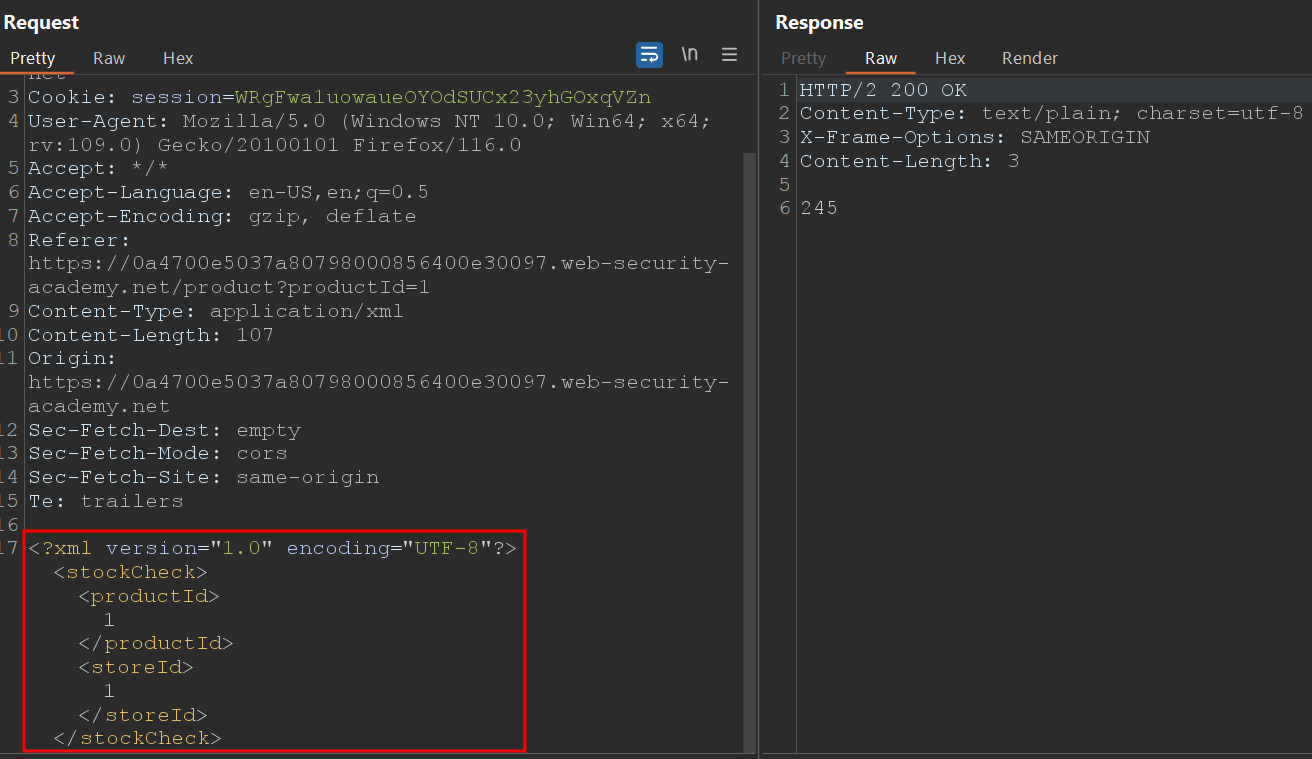 Request
Pretty Raw Hex \n
3 Cookie: session=WRgFwa1uowaueOYOdSUCx23yhGOxqVZn
4 User-Agent: Mozilla/5.0 (Windows NT 10.0; Win64; x64;
rv:109.0) Gecko/20100101 Firefox/116.0
5 Accept: */*
6 Accept-Language: en-US,en;q=0.5
7 Accept-Encoding: gzip, deflate
8 Referer:
https://0a4700e5037a80798000856400e30097.web-security-
academy.net/product?productId=1
9 Content-Type: application/xml
10 Content-Length: 107
11 Origin:
https://0a4700e5037a80798000856400e30097.web-security-
academy.net
12 Sec-Fetch-Dest: empty
13 Sec-Fetch-Mode: cors
14 Sec-Fetch-Site: same-origin
15 Te: trailers
16
17 <?xml version="1.0" encoding="UTF-8"?>
<stockCheck>
<productId>
1
</productId>
<storeId>
1
</storeId>
</stockCheck>
Response
Pretty Raw Hex Render
1 HTTP/2 200 OK
2 Content-Type: text/plain; charset=utf-8
3 X-Frame-Options: SAMEORIGIN
4 Content-Length: 3
5
6 245